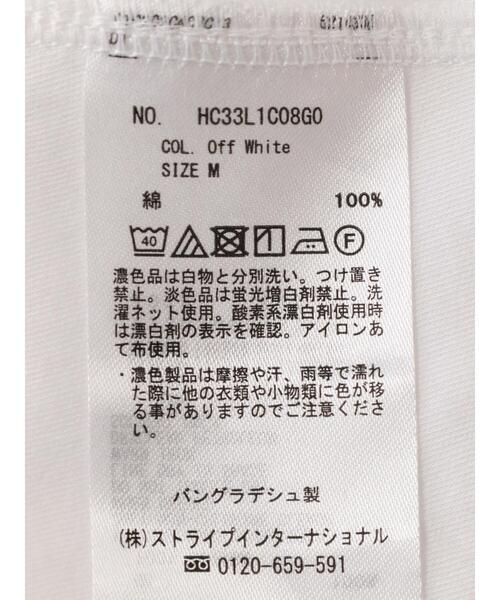 NO. HC33L1C08G0
COL. Off White
SIZE M
綿 100%
40 F
濃色品は白物と分別洗い。つけ置き
禁止。淡色品は蛍光増白剤禁止。洗
濯ネット使用。酸素系漂白剤使用時
は漂白剤の表示を確認。アイロンあ
て布使用。
・濃色製品は摩擦や汗、雨等で濡れ
た際に他の衣類や小物類に色が移
る事がありますのでご注意くださ
い。
バングラデシュ製
(株)ストライプインターナショナル
0120-659-591